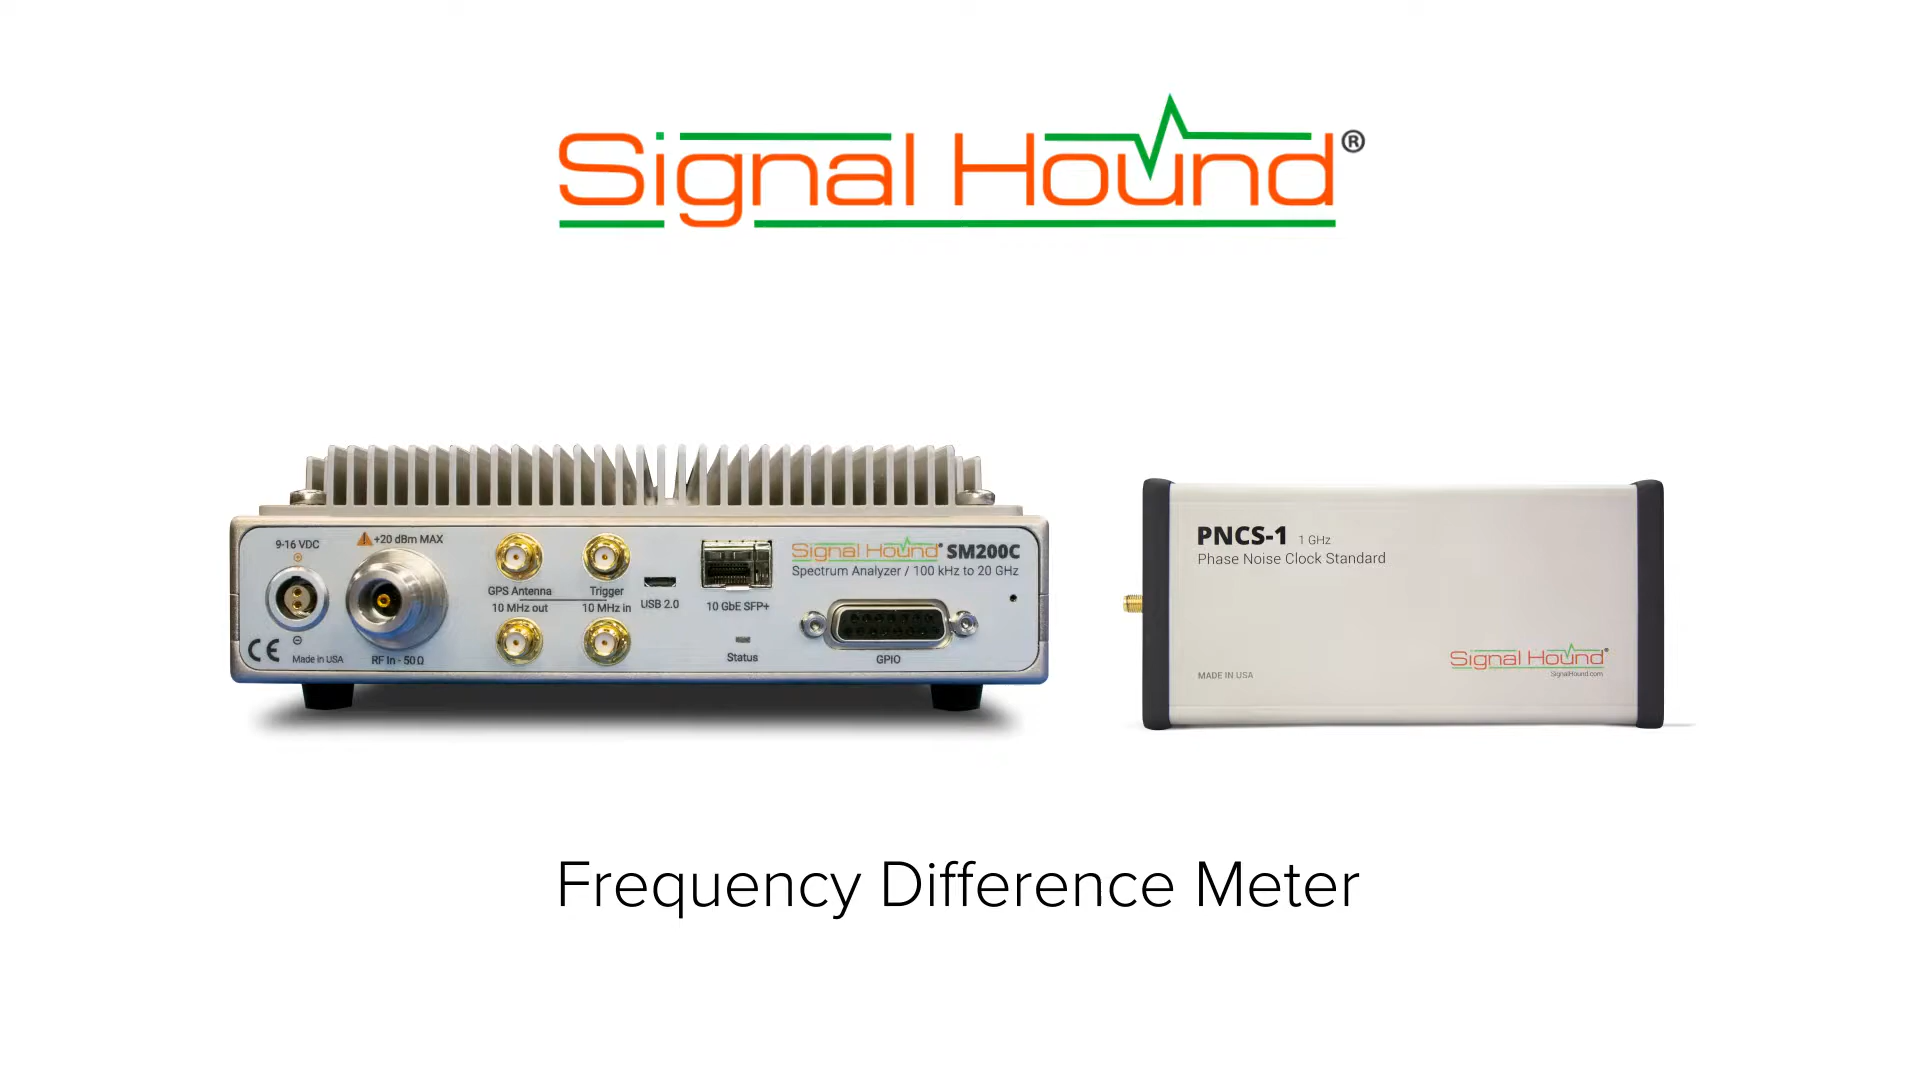 Signal Hound®
9-16 VDC
+20 dBm MAX
RF In - 50 Ω
CE
Made in USA
GPS Antenna
10 MHz out
Trigger
10 MHz in
USB 2.0
10 GbE SFP+
Status
Signal Hound® SM200C
Spectrum Analyzer / 100 kHz to 20 GHz
GPIO
PNCS-1 1 GHz
Phase Noise Clock Standard
MADE IN USA
Signal Hound®
SignalHound.com
Frequency Difference Meter